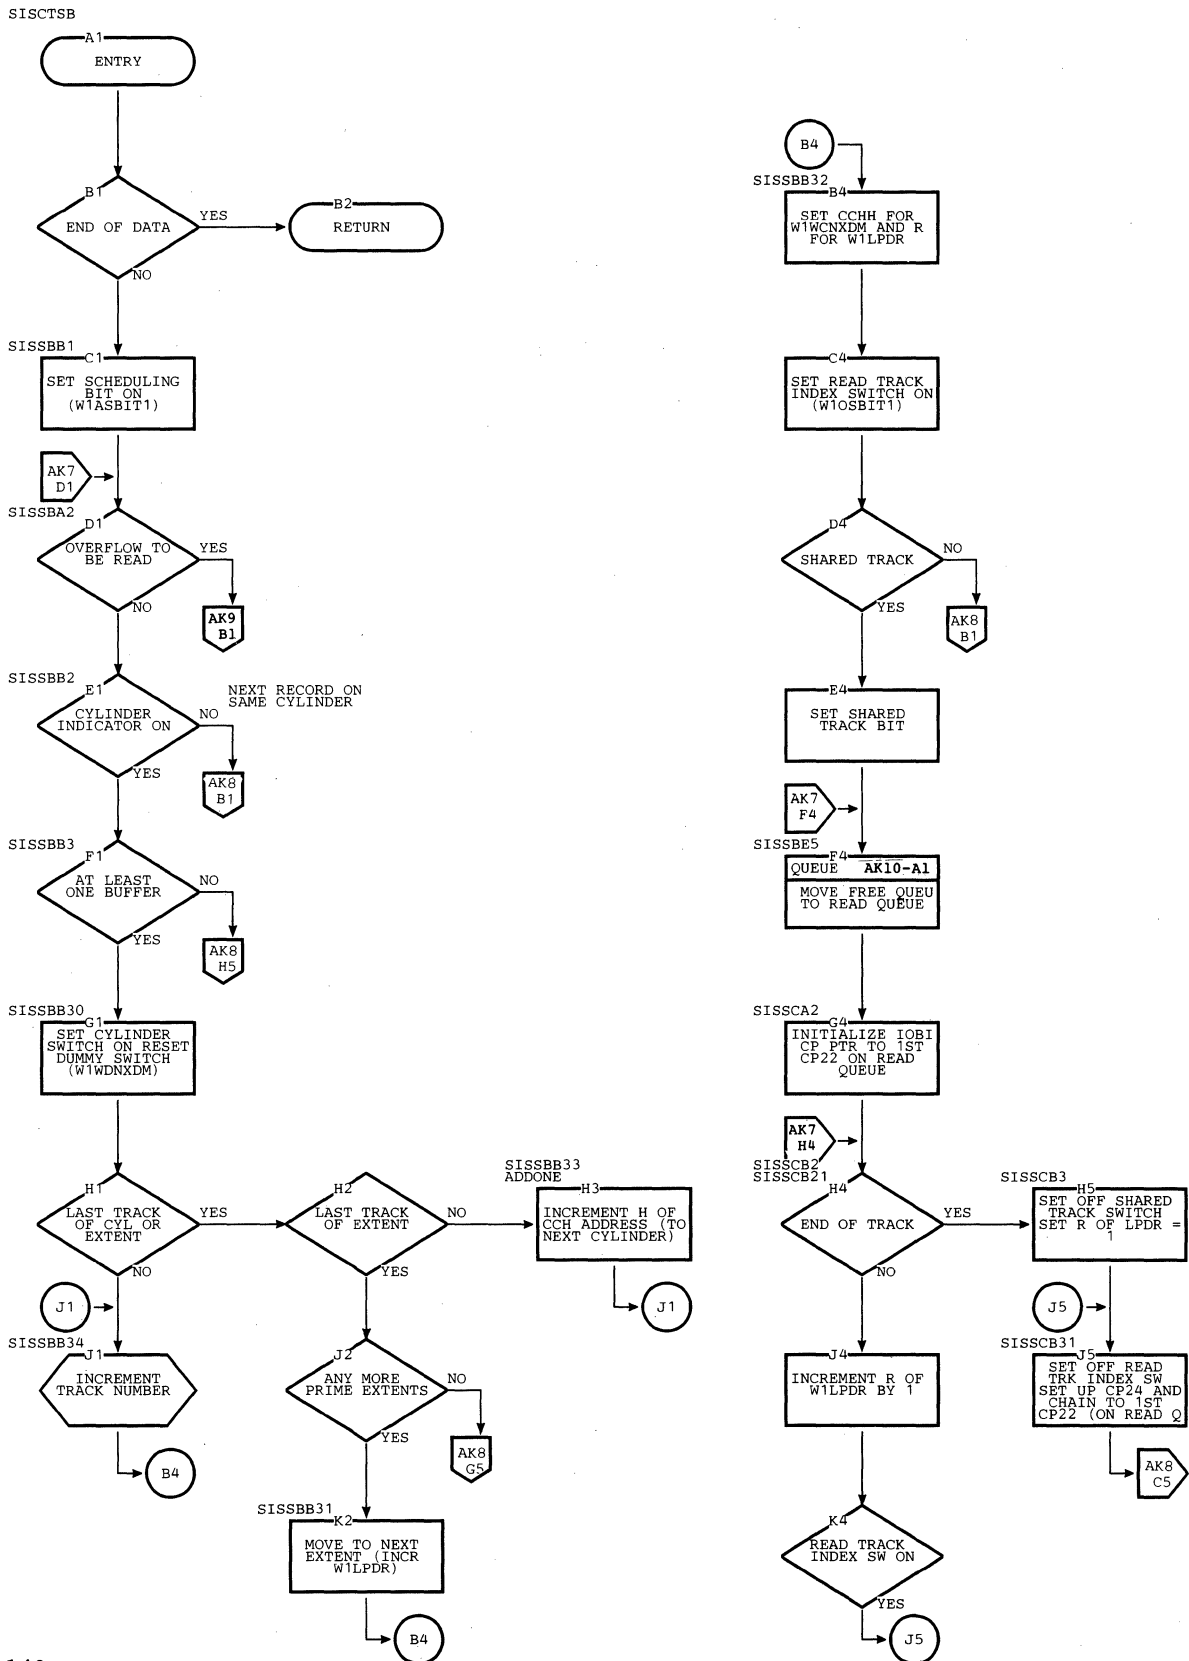 SISCTSB
A1
ENTRY
B1
END OF DATA
YES
NO
B2
RETURN
SISSBB1
C1
SET SCHEDULING
BIT ON
(W1ASBIT1)
AK7
D1
SISSBA2
D1
OVERFLOW TO
BE READ
YES
NO
AK9
B1
SISSBB2
E1
CYLINDER
INDICATOR ON
NO
YES
NEXT RECORD ON
SAME CYLINDER
AK8
B1
SISSBB3
F1
AT LEAST
ONE BUFFER
NO
YES
AK8
H5
SISSBB30
G1
SET CYLINDER
SWITCH ON RESET
DUMMY SWITCH
(W1WDNXDM)
H1
LAST TRACK
OF CYL OR
EXTENT
YES
NO
H2
LAST TRACK
OF EXTENT
NO
YES
SISSBB33
ADDONE
H3
INCREMENT H OF
CCH ADDRESS (TO
NEXT CYLINDER)
J1
J1
SISSBB34
J1
INCREMENT
TRACK NUMBER
B4
J2
ANY MORE
PRIME EXTENTS
NO
YES
AK8
G5
SISSBB31
K2
MOVE TO NEXT
EXTENT (INCR
W1LPDR)
B4
B4
SISSBB32
B4
SET CCHH FOR
W1WCNXDM AND R
FOR W1LPDR
C4
SET READ TRACK
INDEX SWITCH ON
(W1OSBIT1)
D4
SHARED TRACK
NO
YES
AK8
B1
E4
SET SHARED
TRACK BIT
AK7
F4
SISSBE5
F4
QUEUE AK10-A1
MOVE FREE QUEU
TO READ QUEUE
SISSCA2
G4
INITIALIZE IOBI
CP PTR TO 1ST
CP22 ON READ
QUEUE
AK7
H4
SISSCB2
SISSCB21
H4
END OF TRACK
YES
NO
SISSCB3
H5
SET OFF SHARED
TRACK SWITCH
SET R OF LPDR =
1
J5
SISSCB31
J5
SET OFF READ
TRK INDEX SW
SET UP CP24 AND
CHAIN TO 1ST
CP22 (ON READ Q
AK8
C5
J4
INCREMENT R OF
W1LPDR BY 1
K4
READ TRACK
INDEX SW ON
YES
J5